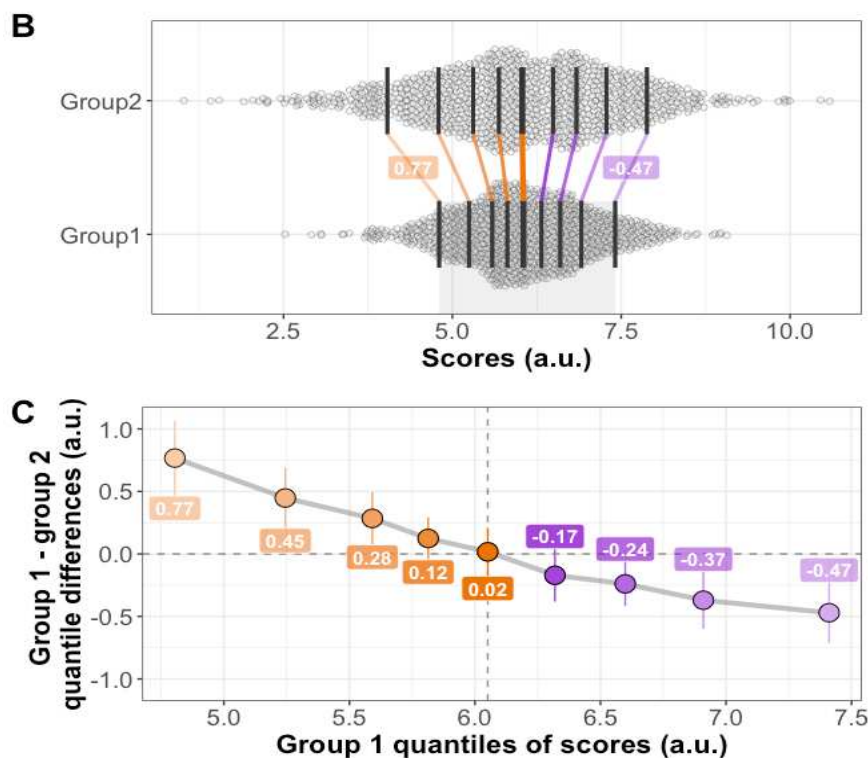 B
Group2
0.77
-0.47
Group1
2.5 5.0 7.5 10.0
Scores (a.u.)
C
Group 1 - group 2
quantile differences (a.u.)
1.0
0.5
0.0
-0.5
-1.0
0.77
0.45
0.28
0.12
0.02
-0.17
-0.24
-0.37
-0.47
5.0 5.5 6.0 6.5 7.0 7.5
Group 1 quantiles of scores (a.u.)